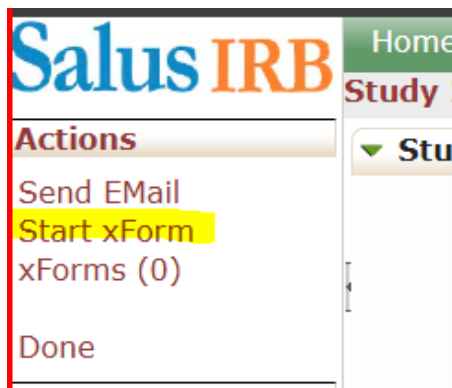 Salus IRB
Home
Study
Actions
Stu
Send EMail
Start xForm
xForms (0)
Done